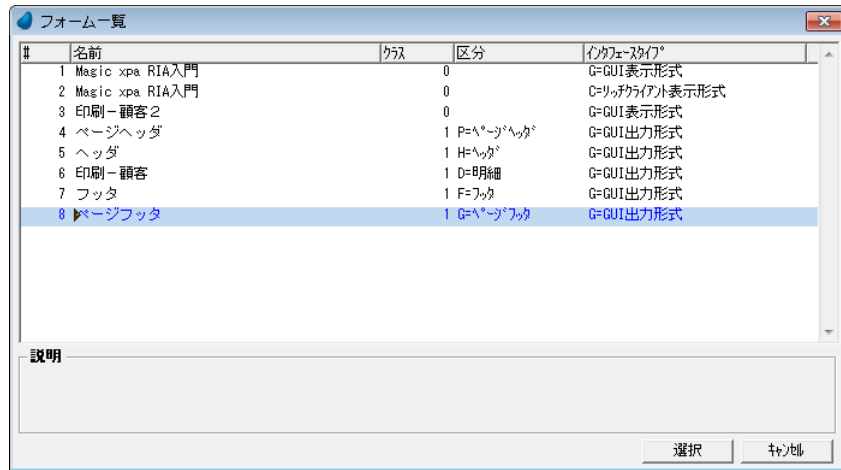 フォーム一覧
# 名前 ｸﾗｽ 区分 ｲﾝﾀﾌｪｰｽﾀｲﾌﾟ
1 Magic xpa RIA入門 0 G=GUI表示形式
2 Magic xpa RIA入門 0 C=ﾘｯﾁｸﾗｲｱﾝﾄ表示形式
3 印刷－顧客２ 0 G=GUI表示形式
4 ページヘッダ 1 P=ﾍﾟｰｼﾞﾍｯﾀﾞ G=GUI出力形式
5 ヘッダ 1 H=ﾍｯﾀﾞ G=GUI出力形式
6 印刷－顧客 1 D=明細 G=GUI出力形式
7 フッタ 1 F=ﾌｯﾀ G=GUI出力形式
8 ページフッタ 1 G=ﾍﾟｰｼﾞﾌｯﾀ G=GUI出力形式
説明
選択 ｷｬﾝｾﾙ